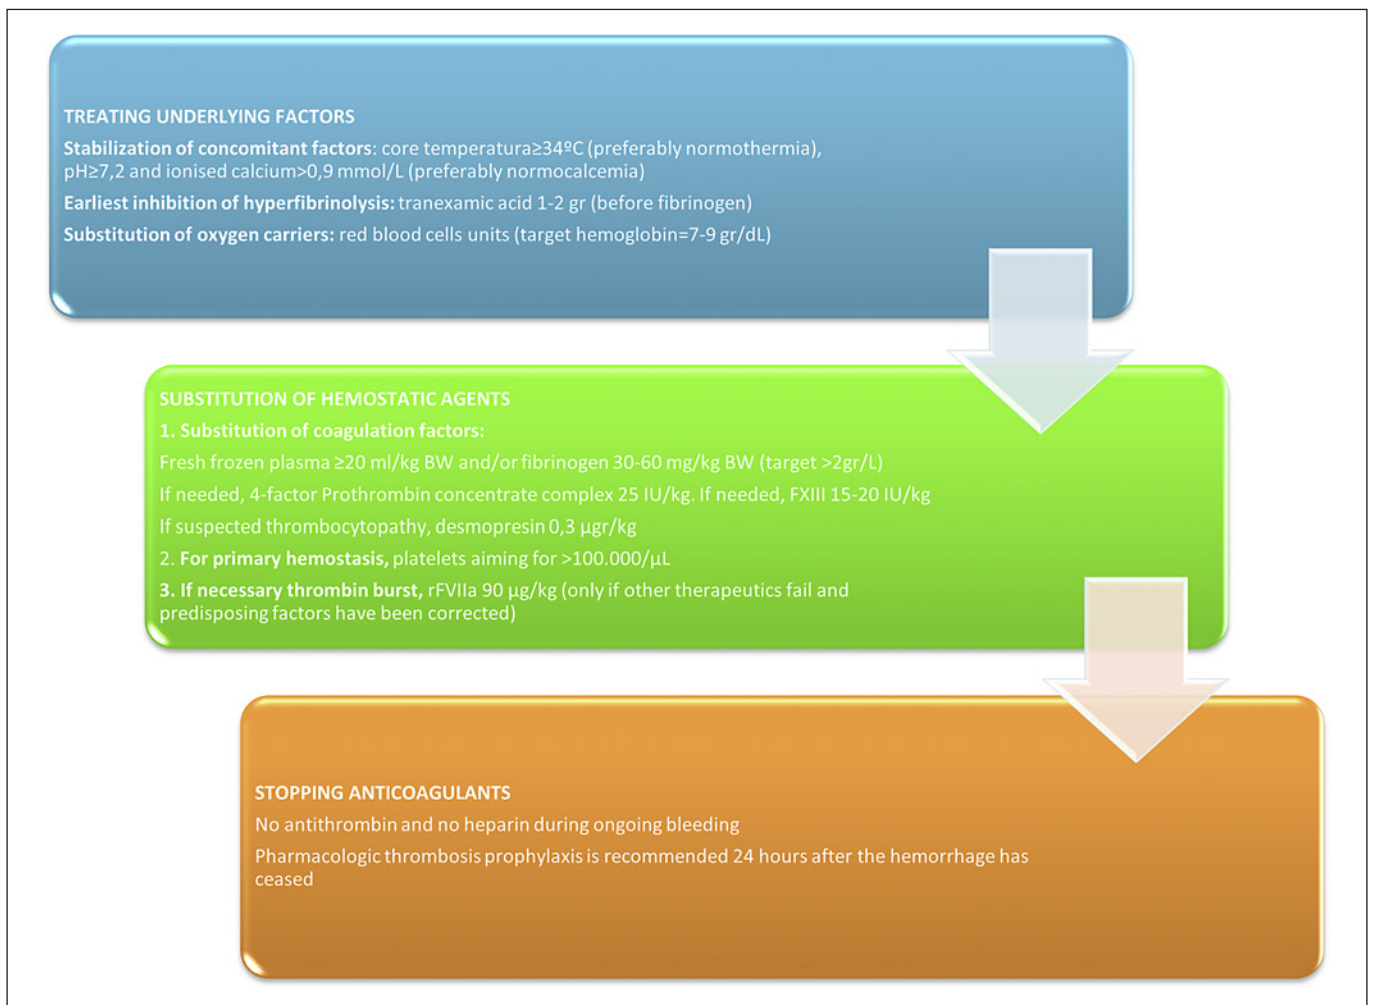 TREATING UNDERLYING FACTORS
Stabilization of concomitant factors: core temperatura≥34ºC (preferably normothermia),
pH≥7,2 and ionised calcium>0,9 mmol/L (preferably normocalcemia)
Earliest inhibition of hyperfibrinolysis: tranexamic acid 1-2 gr (before fibrinogen)
Substitution of oxygen carriers: red blood cells units (target hemoglobin=7-9 gr/dL)
SUBSTITUTION OF HEMOSTATIC AGENTS
1. Substitution of coagulation factors:
Fresh frozen plasma ≥20 ml/kg BW and/or fibrinogen 30-60 mg/kg BW (target >2gr/L)
If needed, 4-factor Prothrombin concentrate complex 25 IU/kg. If needed, FXIII 15-20 IU/kg
If suspected thrombocytopathy, desmopresin 0,3 µgr/kg
2. For primary hemostasis, platelets aiming for >100.000/µL
3. If necessary thrombin burst, rFVIIa 90 µg/kg (only if other therapeutics fail and
predisposing factors have been corrected)
STOPPING ANTICOAGULANTS
No antithrombin and no heparin during ongoing bleeding
Pharmacologic thrombosis prophylaxis is recommended 24 hours after the hemorrhage has
ceased